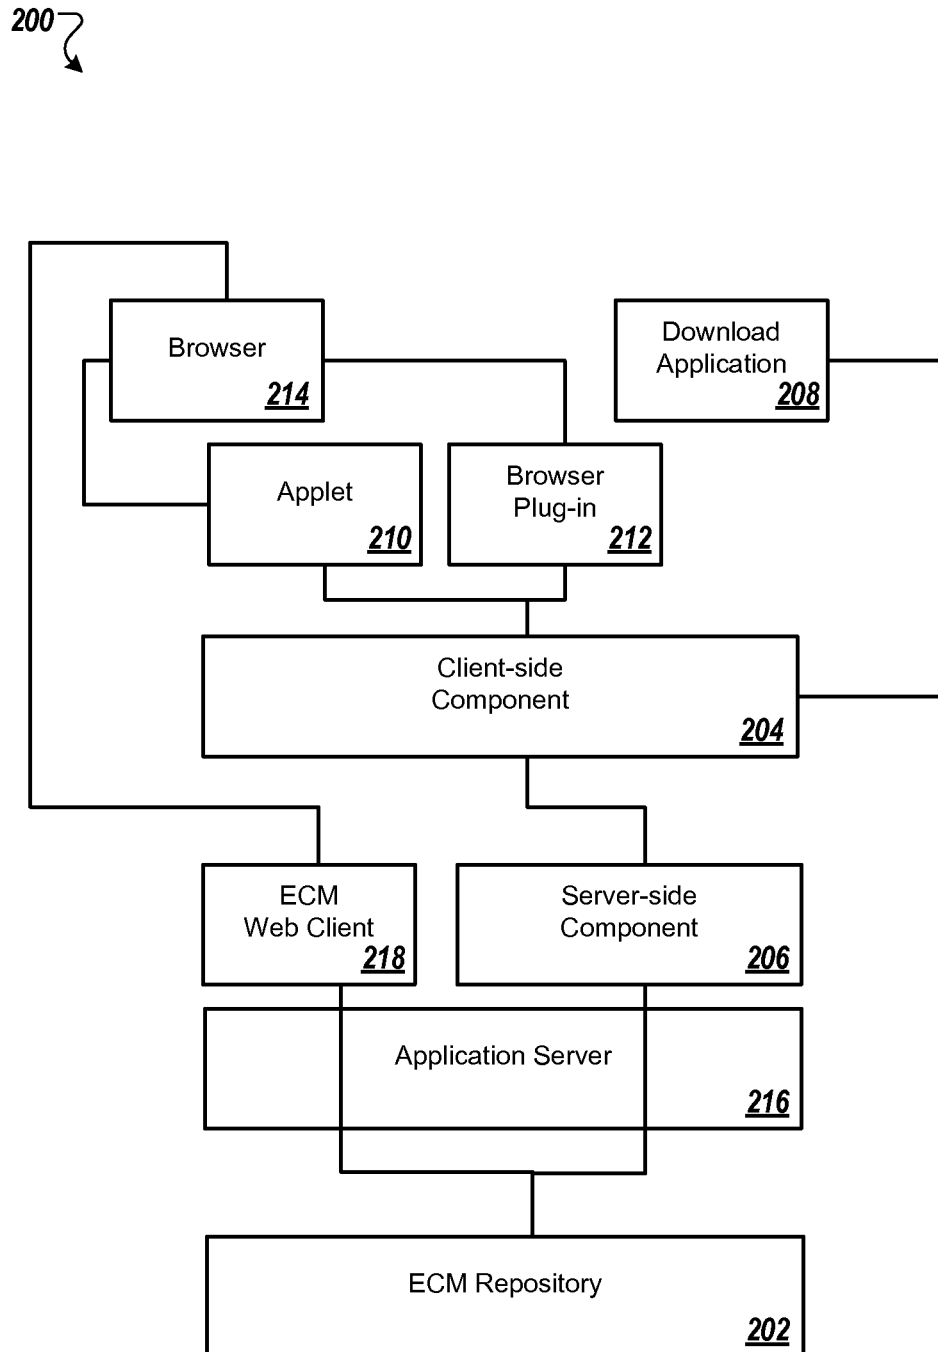 200
Browser
214
Download
Application
208
Applet
210
Browser
Plug-in
212
Client-side
Component
204
ECM
Web Client
218
Server-side
Component
206
Application Server
216
ECM Repository
202